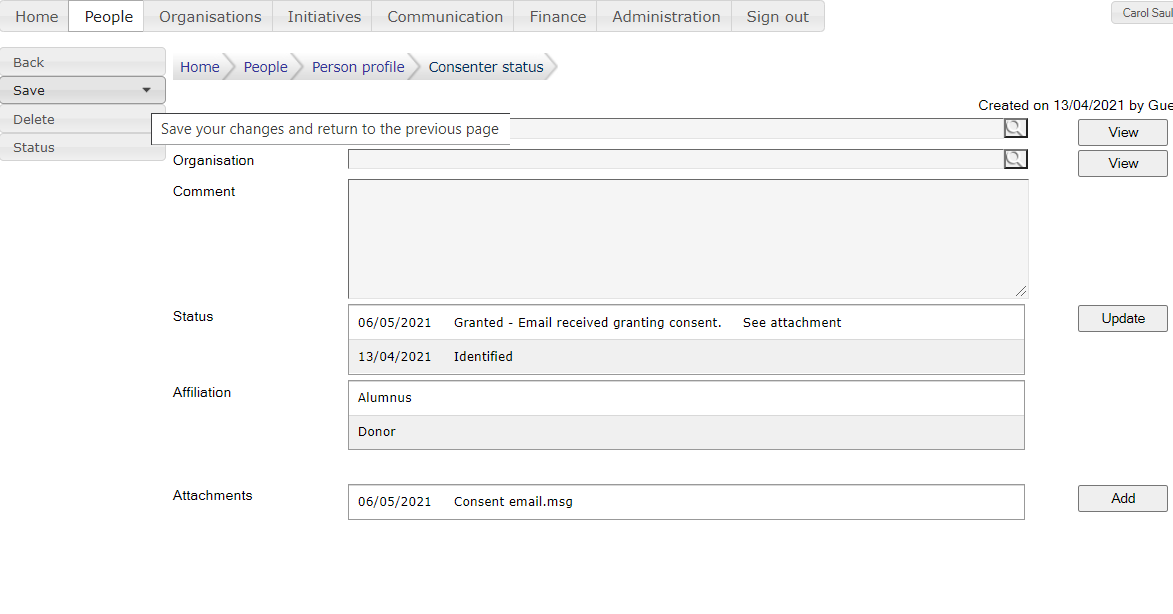 Home People Organisations Initiatives Communication Finance Administration Sign out
Back
Save
Delete
Status
Home People Person profile Consenter status
Created on 13/04/2021 by
Save your changes and return to the previous page
View
Organisation
View
Comment
Status
06/05/2021 Granted - Email received granting consent. See attachment
Update
13/04/2021 Identified
Affiliation
Alumnus
Donor
Attachments
06/05/2021 Consent email.msg
Add
Carol